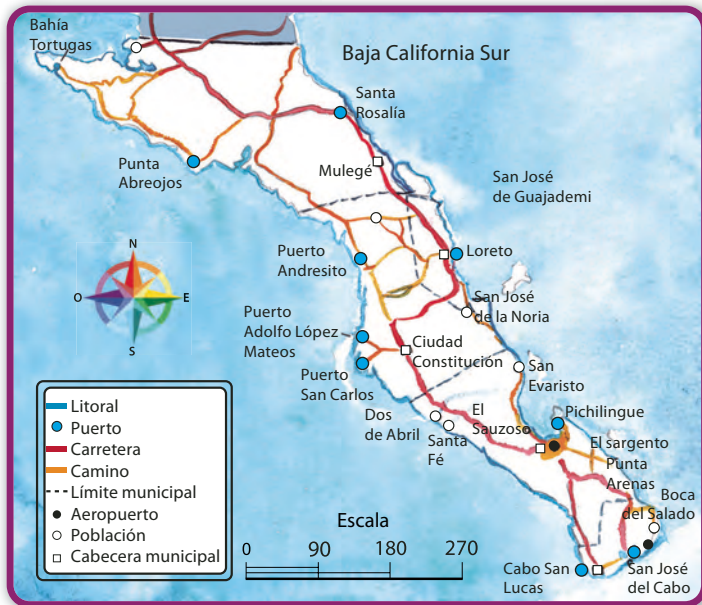 Bahía
Tortugas
Baja California Sur
Santa
Rosalía
Punta
Abreojos
Mulegé
San José
de Guajademi
N
O
E
S
Puerto
Andresito
Loreto
San José
de la Noria
Puerto
Adolfo López
Mateos
Ciudad
Constitución
Puerto
San Carlos
San
Evaristo
Dos
de Abril
El
Sauzoso
Santa
Fé
Pichilingue
El sargento
Punta
Arenas
Boca
del Salado
Litoral
Puerto
Carretera
Camino
Límite municipal
Aeropuerto
Población
Cabecera municipal
Escala
0 90 180 270
Cabo San
Lucas
San José
del Cabo